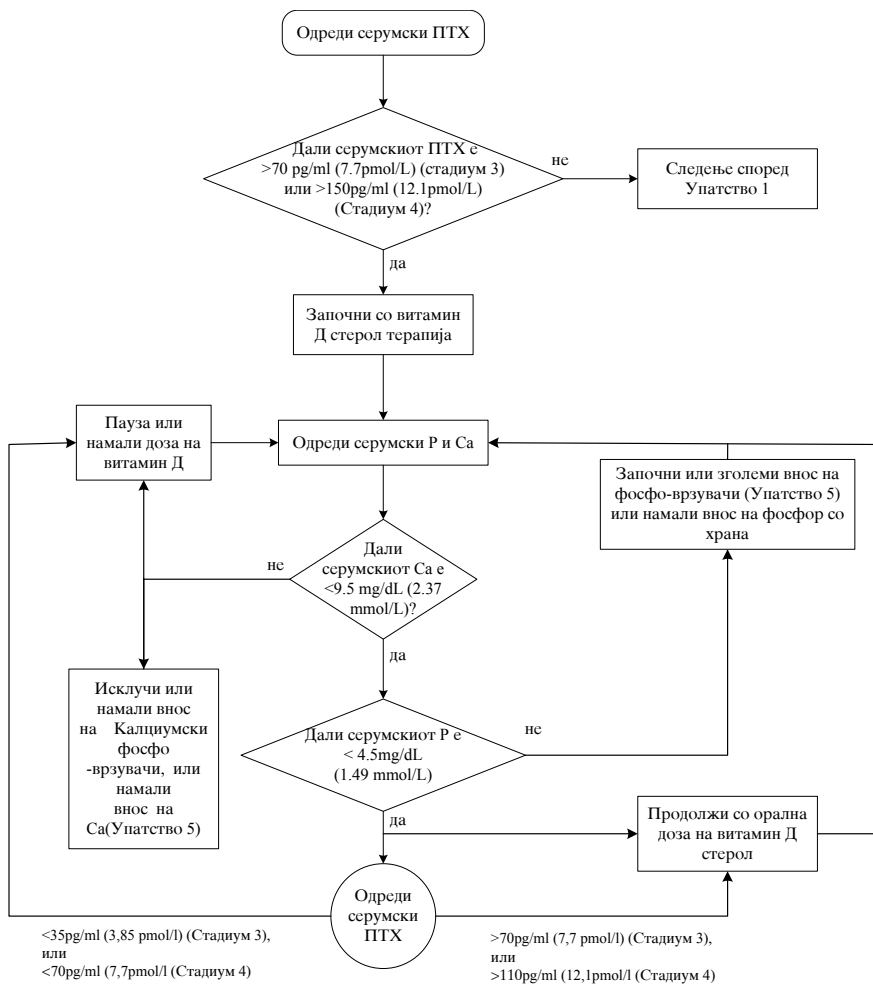 Одреди серумски ПТХ
Дали серумскиот ПТХ е
>70 pg/ml (7.7pmol/L) (стадиум 3)
или >150pg/ml (12.1pmol/L)
(Стадиум 4)?
не
Следење според
Упатство 1
да
Започни со витамин
Д стерол терапија
Пауза или
намали доза на
витамин Д
Одреди серумски P и Ca
Започни или зголеми внос на
фосфо-врзувачи (Упатство 5)
или намали внос на фосфор со
храна
Дали
серумскиот Ca е
<9.5 mg/dL (2.37
mmol/L)?
не
да
Исклучи или
намали внос
на Калциумски
фосфо
-врзувачи, или
намали
внос на
Ca(Упатство 5)
Дали серумскиот P е
< 4.5mg/dL
(1.49 mmol/L)
не
да
Продолжи со орална
доза на витамин Д
стерол
Одреди
серумски
ПТХ
<35pg/ml (3,85 pmol/l) (Стадиум 3),
или
<70pg/ml (7,7pmol/l (Стадиум 4)
>70pg/ml (7,7 pmol/l) (Стадиум 3),
или
>110pg/ml (12,1pmol/l (Стадиум 4)